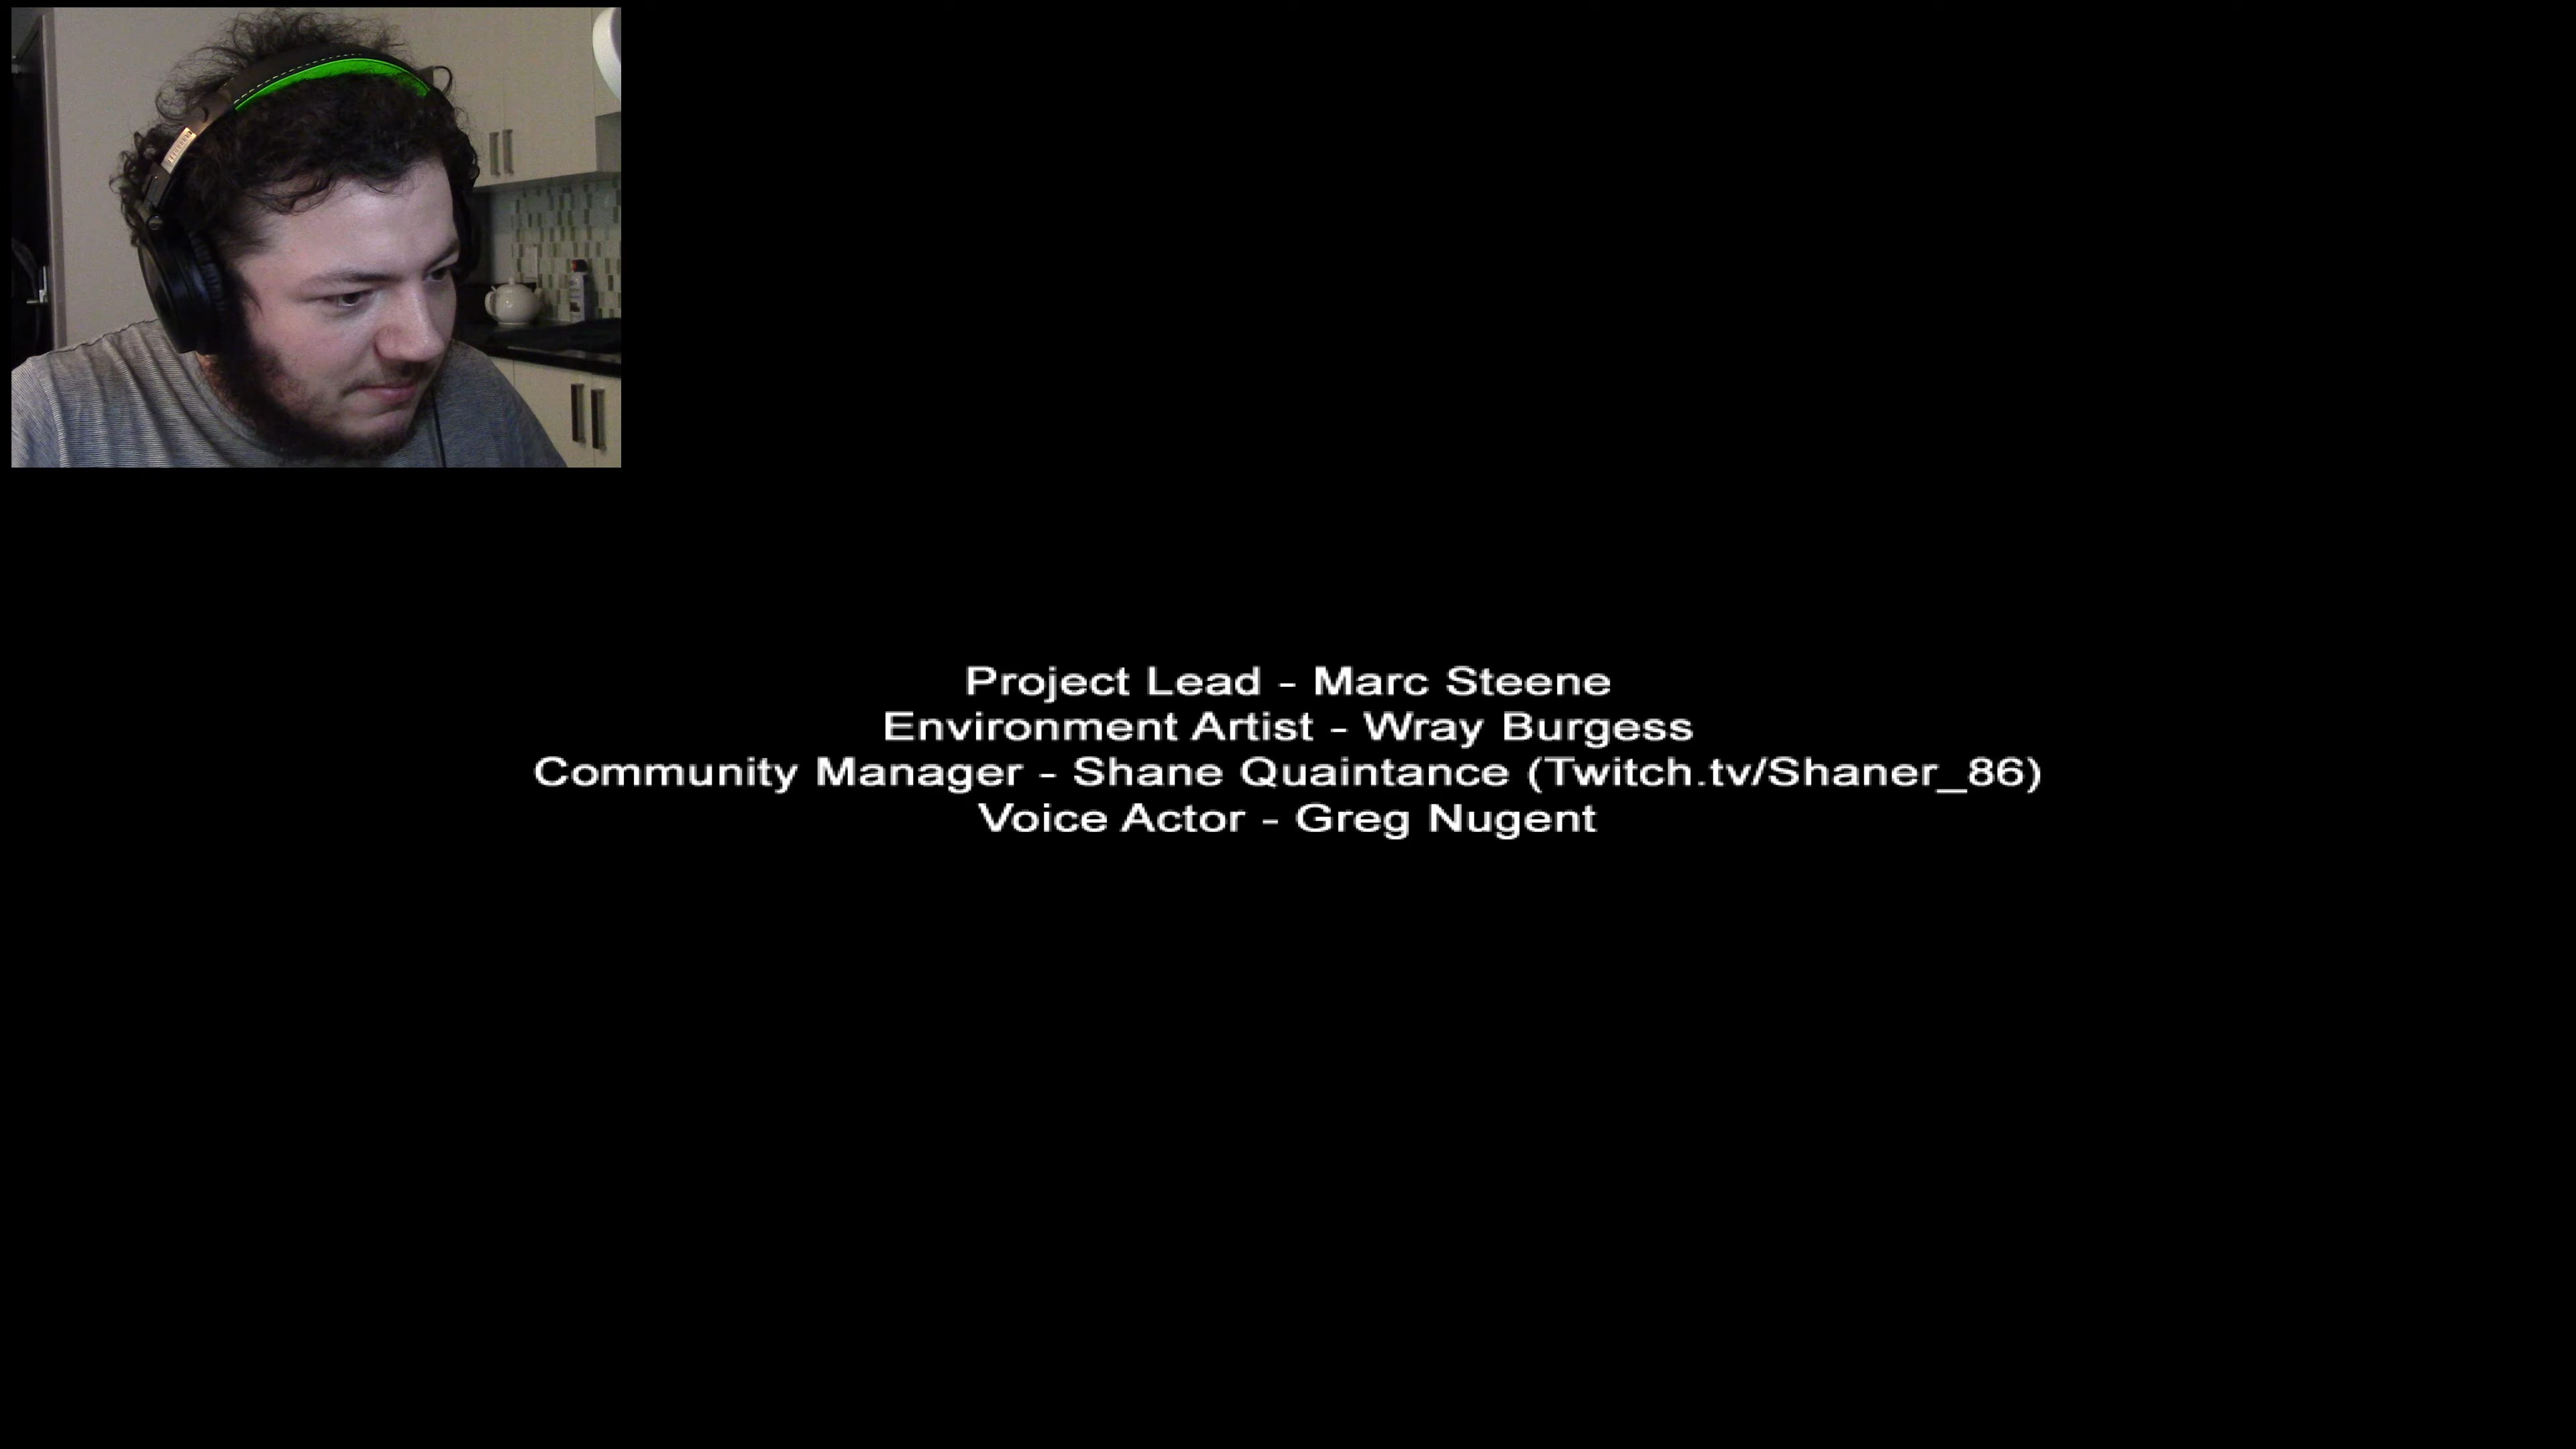 Project Lead - Marc Steene
Environment Artist - Wray Burgess
Community Manager - Shane Quaintance (Twitch.tv/Shaner_86)
Voice Actor - Greg Nugent